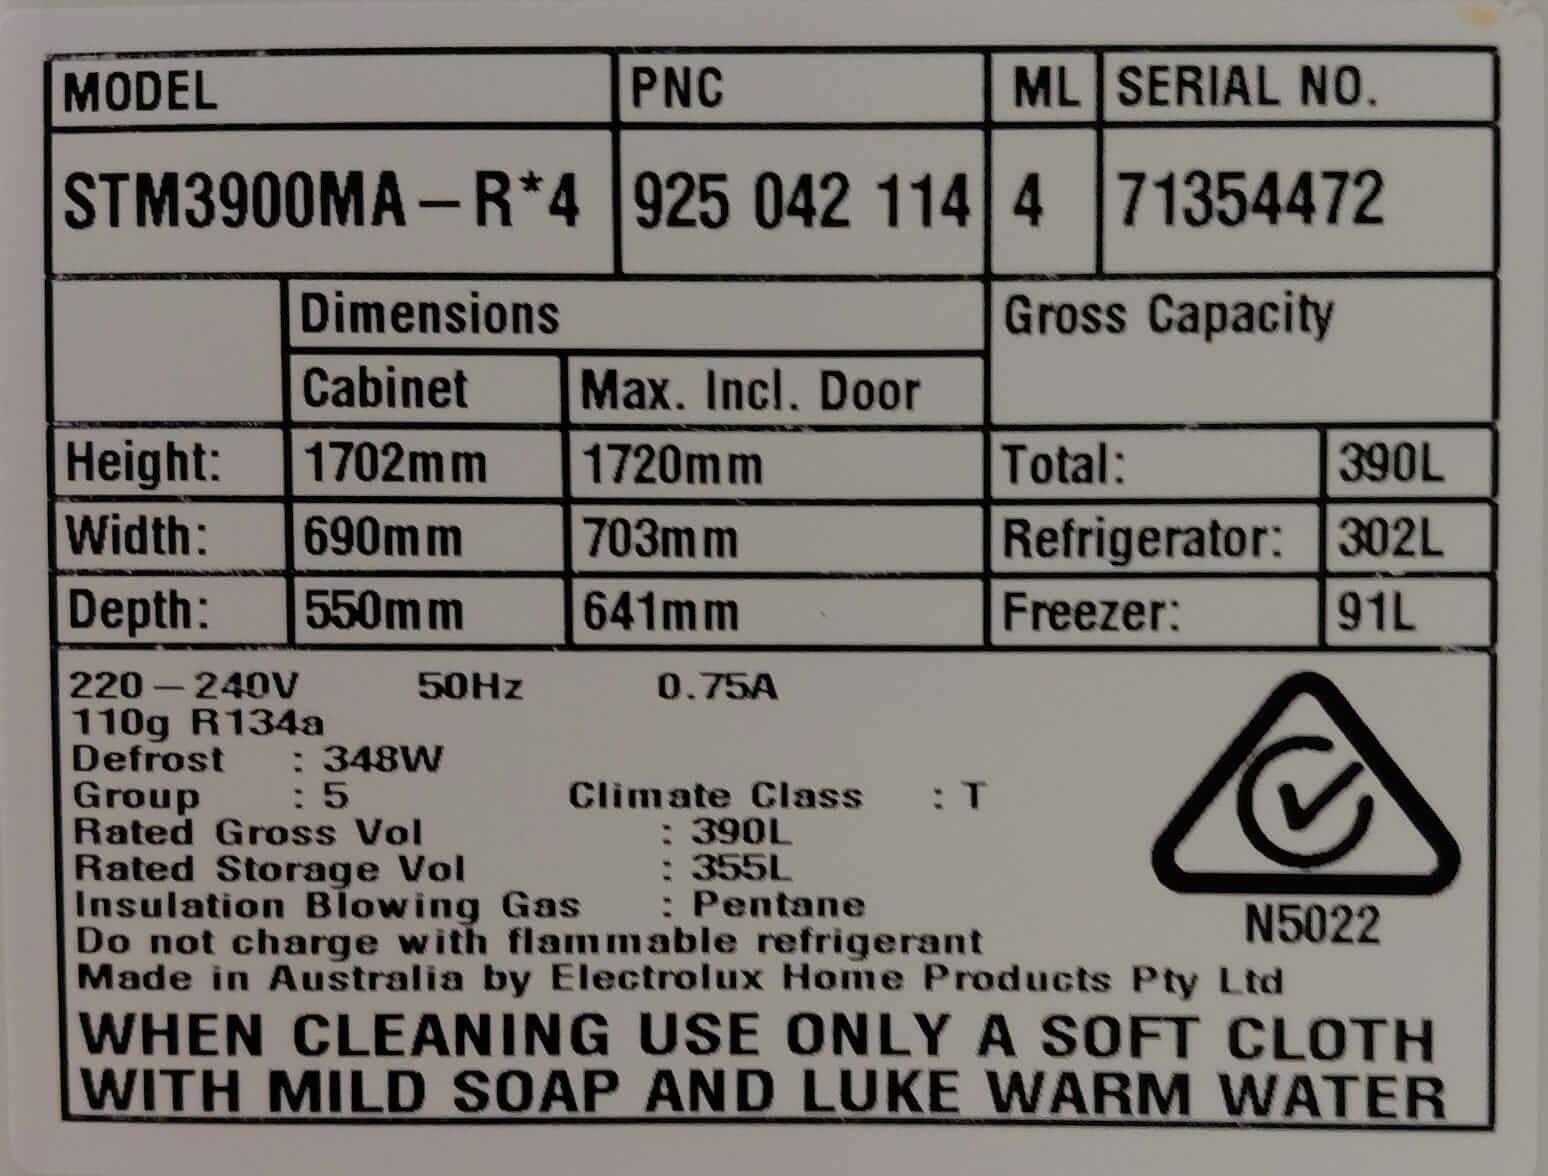 MODEL PNC ML SERIAL NO.
STM3900MA-R*4 925 042 114 4 71354472
Dimensions Gross Capacity
Cabinet Max. Incl. Door
Height: 1702mm 1720mm Total: 390L
Width: 690mm 703mm Refrigerator: 302L
Depth: 550mm 641mm Freezer: 91L
220-240V 50Hz 0.75A
110g R134a
Defrost : 348W
Group : 5 Climate Class : T
Rated Gross Vol : 390L
Rated Storage Vol : 355L
Insulation Blowing Gas : Pentane
N5022
Do not charge with flammable refrigerant
Made in Australia by Electrolux Home Products Pty Ltd
WHEN CLEANING USE ONLY A SOFT CLOTH
WITH MILD SOAP AND LUKE WARM WATER